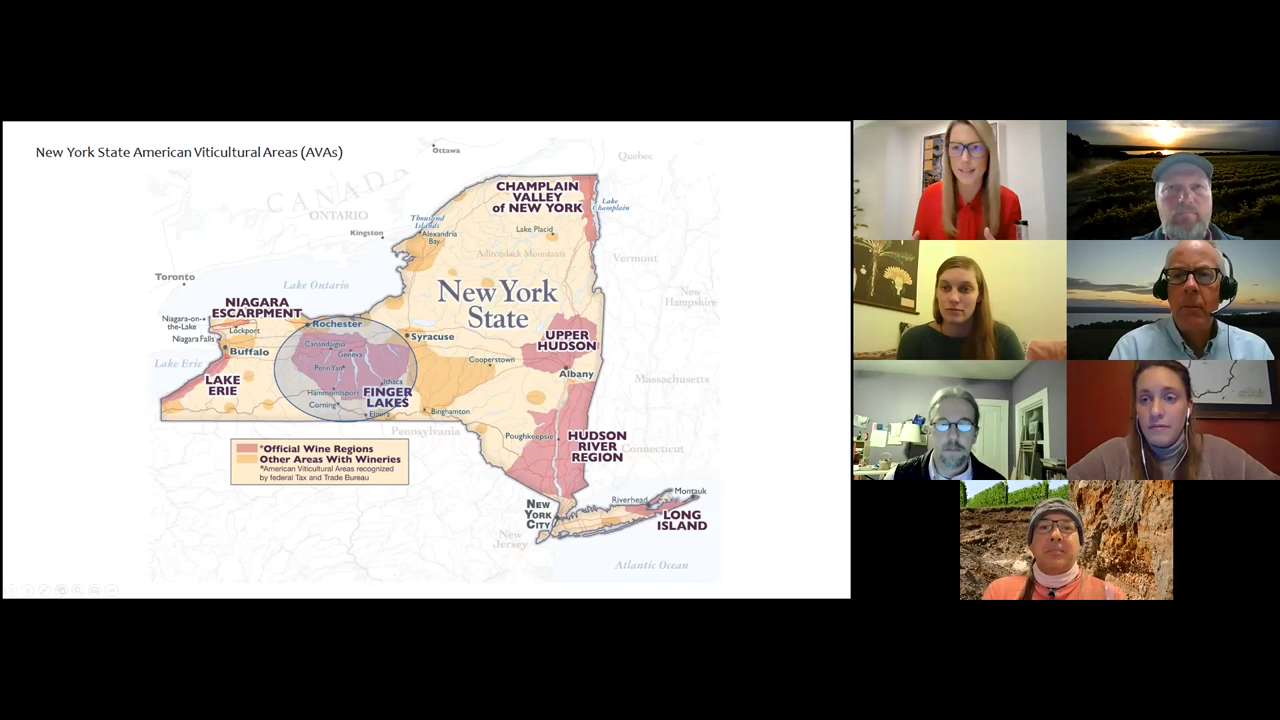 New York State American Viticultural Areas (AVAs)
Ottawa
Quebec
CANADA
ONTARIO
CHAMPLAIN
VALLEY
of NEW YORK
Lake
Champlain
Thousand
Islands
Alexandria
Bay
Kingston
Lake Placid
Adirondack Mountains
Vermont
Toronto
Lake Ontario
New York
State
New
Hampshire
NIAGARA
ESCARPMENT
Niagara-on-
the-Lake
Lockport
Niagara Falls
Rochester
Syracuse
UPPER
HUDSON
Buffalo
Canandaigua
Geneva
Cooperstown
Lake Erie
Penn Yan
Albany
LAKE
ERIE
Ithaca
Hammondsport
FINGER
LAKES
Massachusetts
Corning
Elmira
Binghamton
Pennsylvania
Poughkeepsie
HUDSON
RIVER
REGION
Connecticut
*Official Wine Regions
Other Areas With Wineries
*American Viticultural Areas recognized
by federal Tax and Trade Bureau
NEW
YORK
CITY
Riverhead
Montauk
LONG
ISLAND
New
Jersey
Atlantic Ocean